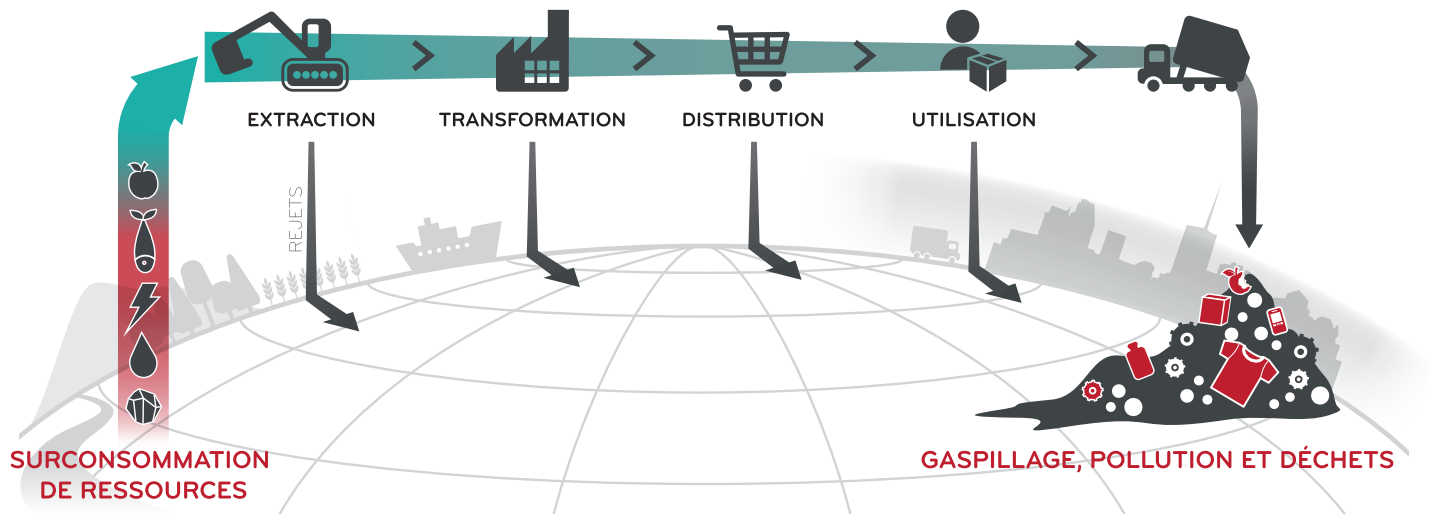 EXTRACTION
TRANSFORMATION
DISTRIBUTION
UTILISATION
REJETS
SURCONSOMMATION
DE RESSOURCES
GASPILLAGE, POLLUTION ET DÉCHETS